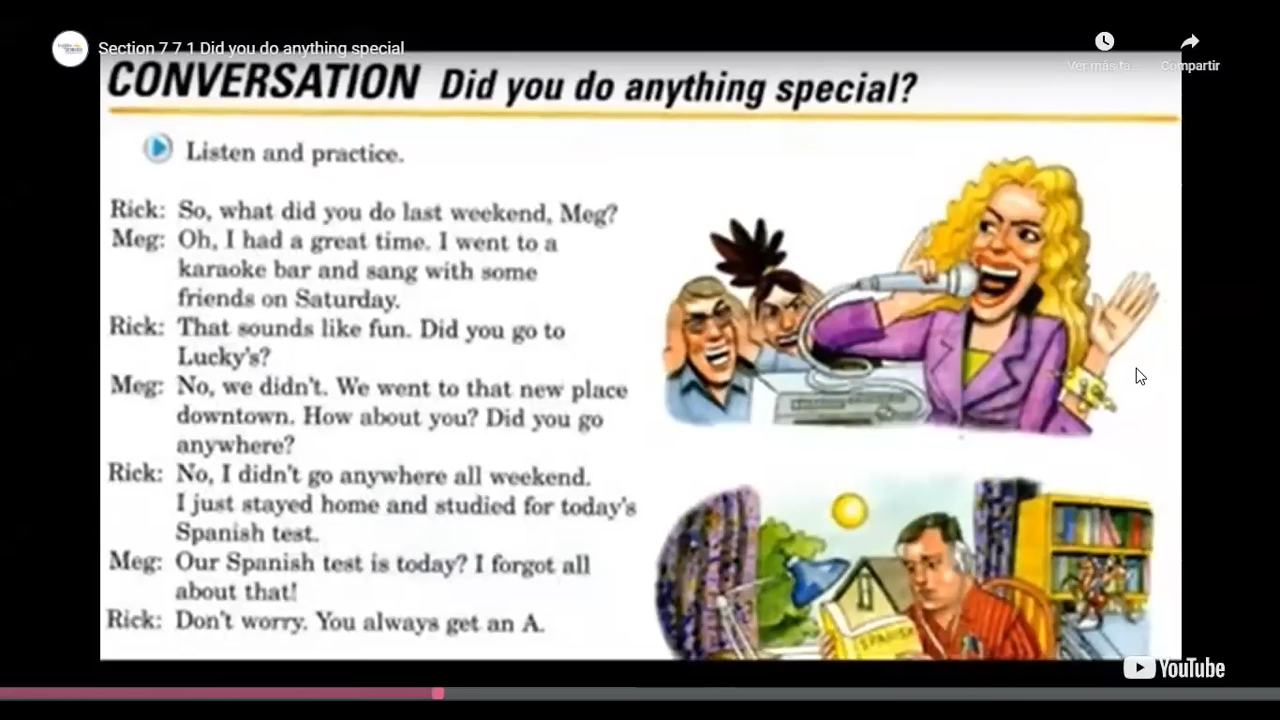 Section 7 7 1 Did you do anything special
Ver más ta...
Compartir
CONVERSATION Did you do anything special?
Listen and practice.
Rick: So, what did you do last weekend, Meg?
Meg: Oh, I had a great time. I went to a
karaoke bar and sang with some
friends on Saturday.
Rick: That sounds like fun. Did you go to
Lucky's?
Meg: No, we didn't. We went to that new place
downtown. How about you? Did you go
anywhere?
Rick: No, I didn't go anywhere all weekend.
I just stayed home and studied for today's
Spanish test.
Meg: Our Spanish test is today? I forgot all
about that!
Rick: Don't worry. You always get an A.
SPANISH
YouTube